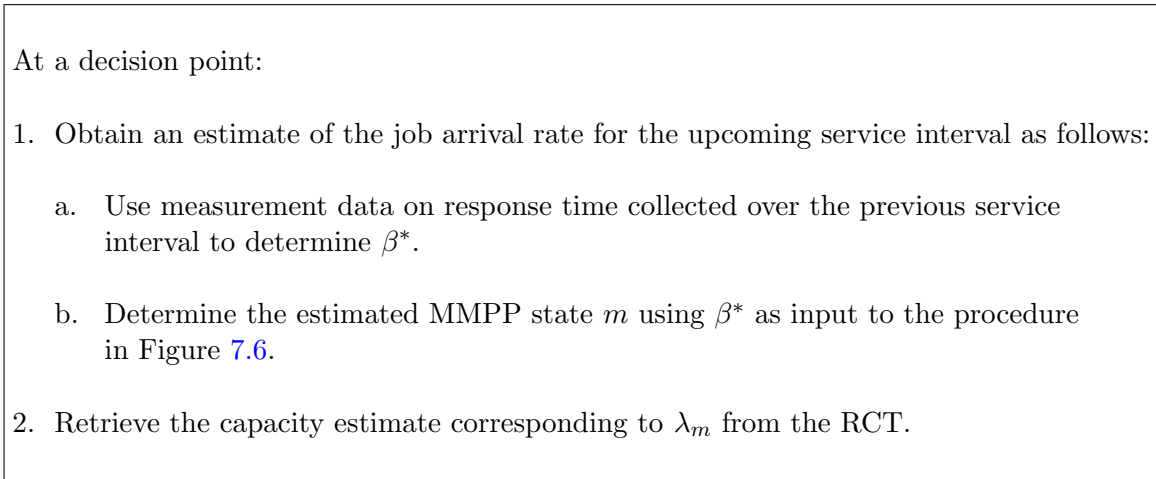 At a decision point:
1. Obtain an estimate of the job arrival rate for the upcoming service interval as follows:
a. Use measurement data on response time collected over the previous service
interval to determine β*.
b. Determine the estimated MMPP state m using β* as input to the procedure
in Figure 7.6.
2. Retrieve the capacity estimate corresponding to λₘ from the RCT.